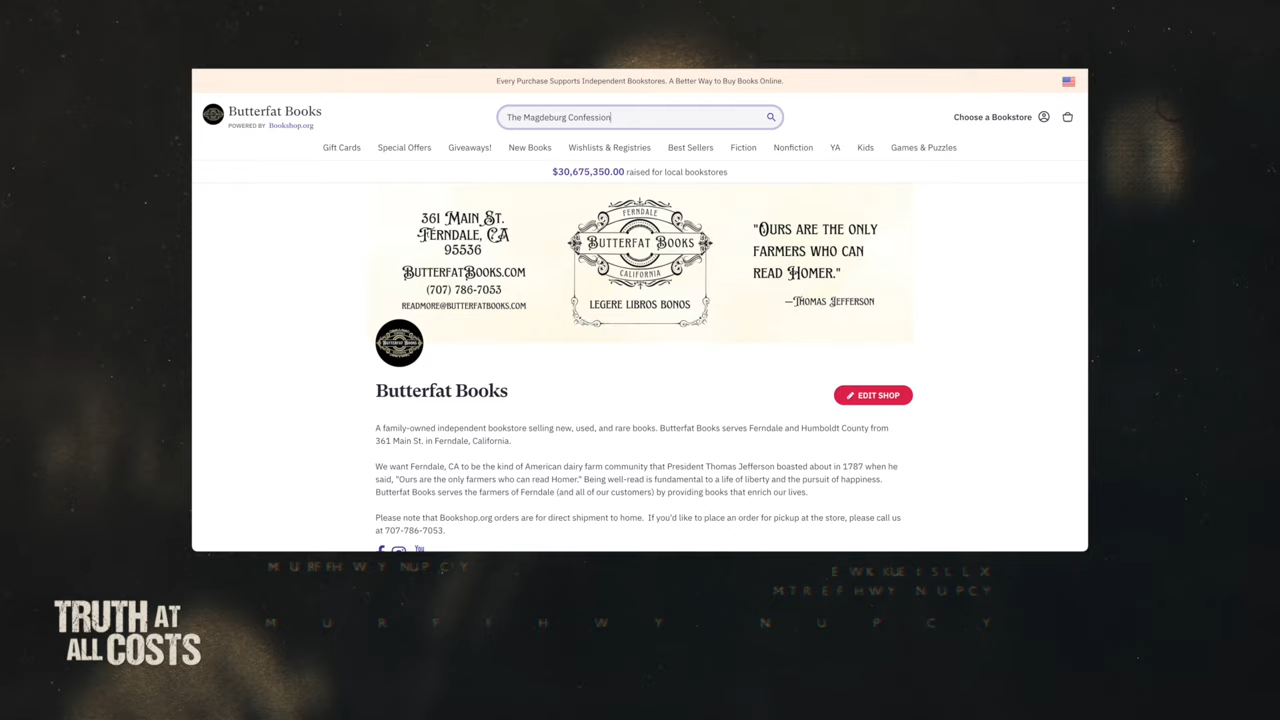 Every Purchase Supports Independent Bookstores. A Better Way to Buy Books Online.
Butterfat Books
POWERED BY Bookshop.org
The Magdeburg Confession
Choose a Bookstore
Gift Cards Special Offers Giveaways! New Books Wishlists & Registries Best Sellers Fiction Nonfiction YA Kids Games & Puzzles
$30,675,350.00 raised for local bookstores
361 MAIN ST.
FERNDALE, CA
95536
BUTTERFATBOOKS.COM
(707) 786-7053
READMORE@BUTTERFATBOOKS.COM
FERNDALE
BUTTERFAT BOOKS
CALIFORNIA
LEGERE LIBROS BONOS
"OURS ARE THE ONLY
FARMERS WHO CAN
READ HOMER."
—THOMAS JEFFERSON
BUTTERFAT BOOKS
Butterfat Books
EDIT SHOP
A family-owned independent bookstore selling new, used, and rare books. Butterfat Books serves Ferndale and Humboldt County from
361 Main St. in Ferndale, California.
We want Ferndale, CA to be the kind of American dairy farm community that President Thomas Jefferson boasted about in 1787 when he
said, "Ours are the only farmers who can read Homer." Being well-read is fundamental to a life of liberty and the pursuit of happiness.
Butterfat Books serves the farmers of Ferndale (and all of our customers) by providing books that enrich our lives.
Please note that Bookshop.org orders are for direct shipment to home. If you'd like to place an order for pickup at the store, please call us
at 707-786-7053.
TRUTH AT
ALL COSTS